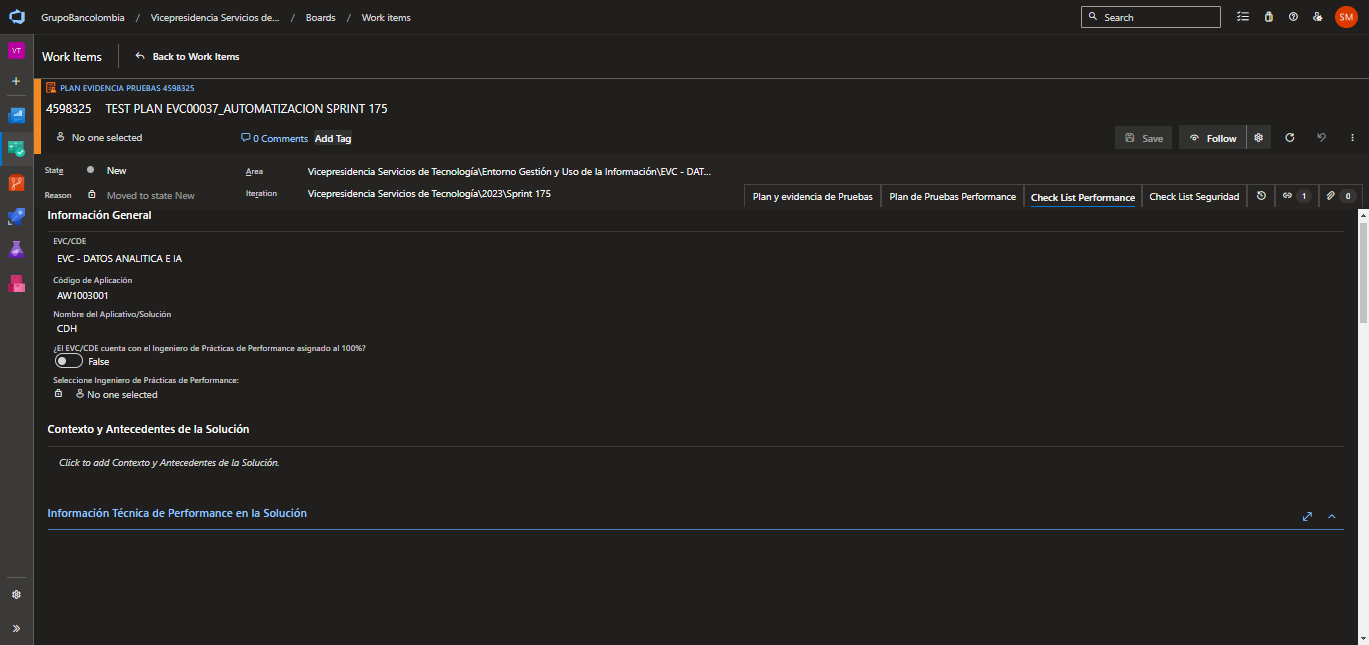 GrupoBancolombia / Vicepresidencia Servicios de... / Boards / Work items
Search
SM
VT
Work Items
Back to Work Items
PLAN EVIDENCIA PRUEBAS 4598325
4598325 TEST PLAN EVC00037_AUTOMATIZACION SPRINT 175
No one selected
0 Comments
Add Tag
Save
Follow
State New
Area Vicepresidencia Servicios de Tecnología\Entorno Gestión y Uso de la Información\EVC - DAT...
Reason Moved to state New
Iteration Vicepresidencia Servicios de Tecnología\2023\Sprint 175
Plan y evidencia de Pruebas
Plan de Pruebas Performance
Check List Performance
Check List Seguridad
1
0
Información General
EVC/CDE
EVC - DATOS ANALITICA E IA
Código de Aplicación
AW1003001
Nombre del Aplicativo/Solución
CDH
¿El EVC/CDE cuenta con el Ingeniero de Prácticas de Performance asignado al 100%?
False
Seleccione Ingeniero de Prácticas de Performance:
No one selected
Contexto y Antecedentes de la Solución
Click to add Contexto y Antecedentes de la Solución.
Información Técnica de Performance en la Solución